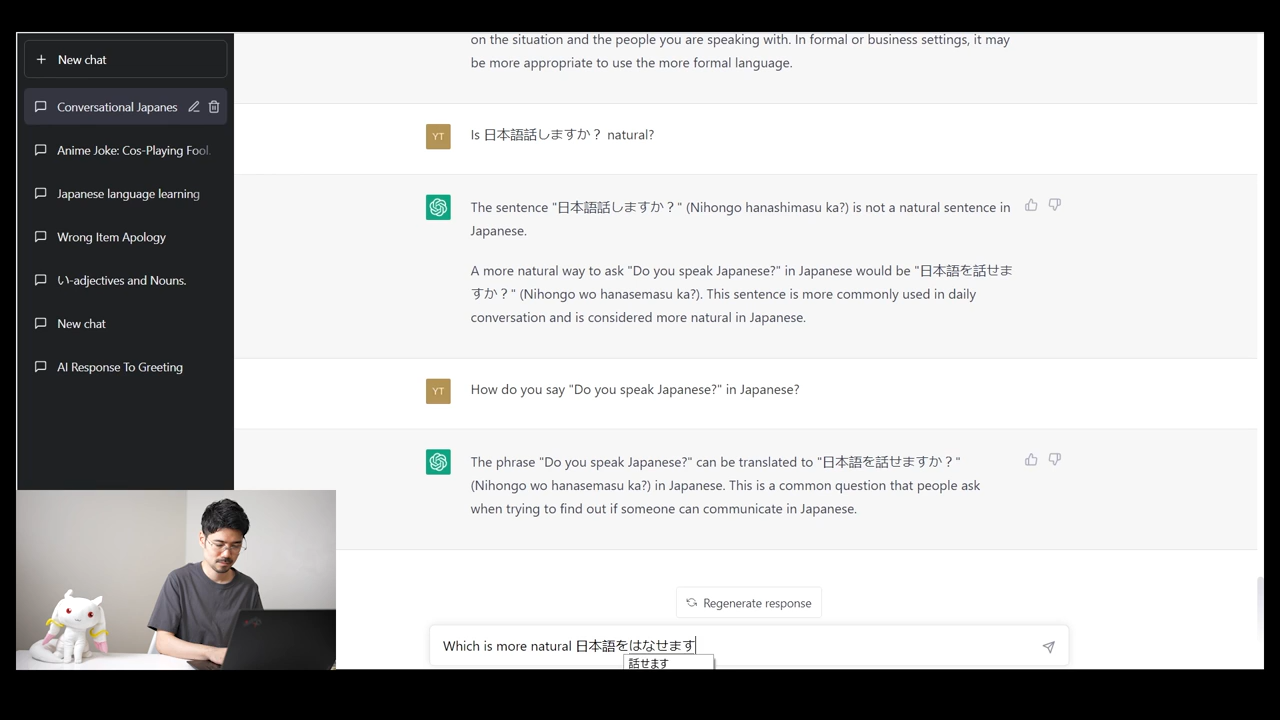 New chat
Conversational Japanes
Anime Joke: Cos-Playing Fool.
Japanese language learning
Wrong Item Apology
い-adjectives and Nouns.
New chat
AI Response To Greeting
on the situation and the people you are speaking with. In formal or business settings, it may
be more appropriate to use the more formal language.
YT
Is 日本語話しますか？ natural?
The sentence "日本語話しますか？" (Nihongo hanashimasu ka?) is not a natural sentence in
Japanese.
A more natural way to ask "Do you speak Japanese?" in Japanese would be "日本語を話せま
すか？" (Nihongo wo hanasemasu ka?). This sentence is more commonly used in daily
conversation and is considered more natural in Japanese.
YT
How do you say "Do you speak Japanese?" in Japanese?
The phrase "Do you speak Japanese?" can be translated to "日本語を話せますか？"
(Nihongo wo hanasemasu ka?) in Japanese. This is a common question that people ask
when trying to find out if someone can communicate in Japanese.
Regenerate response
Which is more natural 日本語をはなせます
話せます